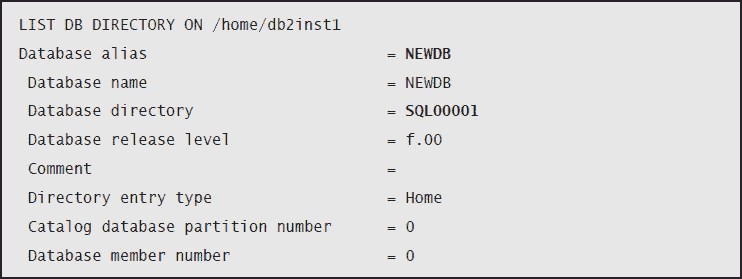 LIST DB DIRECTORY ON /home/db2inst1
Database alias = NEWDB
Database name = NEWDB
Database directory = SQL00001
Database release level = f.00
Comment =
Directory entry type = Home
Catalog database partition number = 0
Database member number = 0